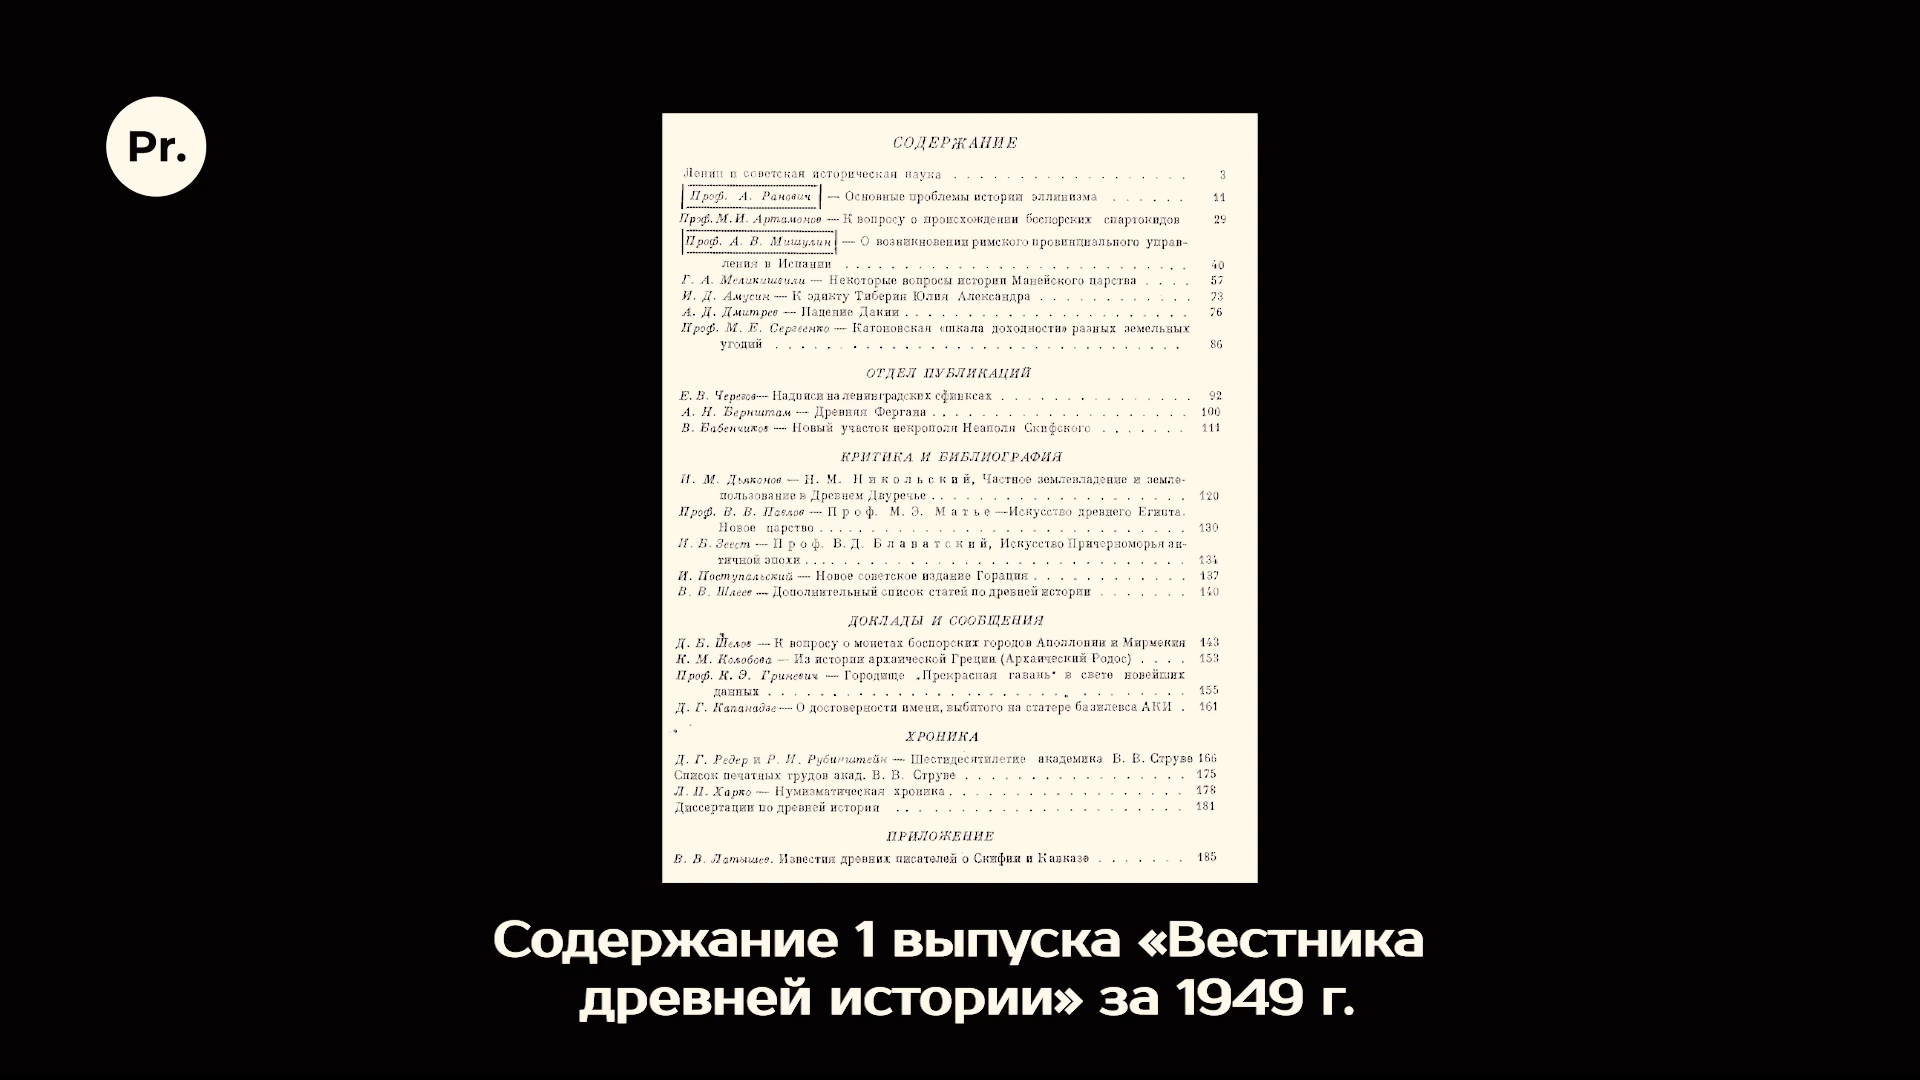 Pr.
СОДЕРЖАНИЕ
Ленин и советская историческая наука . . . . . . . . . . . . . . . . . 3
Проф. А. Ранович — Основные проблемы истории эллинизма . . . . . . 11
Проф. М. И. Артамонов — К вопросу о происхождении боспорских спартокидов 29
Проф. А. В. Мишулин — О возникновении римского провинциального управ-
ления в Испании . . . . . . . . . . . . . . . . . . . . . . . . . 40
Г. А. Меликишвили — Некоторые вопросы истории Манейского царства . . . . 57
И. Д. Амусин — К эдикту Тиберия Юлия Александра . . . . . . . . . . . 73
А. Д. Дмитрев — Падение Дакии . . . . . . . . . . . . . . . . . . . . . 76
Проф. М. Е. Сергеенко — Катоновская «шкала доходности» разных земельных
угодий . . . . . . . . . . . . . . . . . . . . . . . . . . . . . . 86
ОТДЕЛ ПУБЛИКАЦИЙ
Е. В. Черезов — Надписи на ленинградских сфинксах . . . . . . . . . . . . . . 92
А. Н. Бернштам — Древняя Фергана . . . . . . . . . . . . . . . . . . . 100
В. Бабенчиков — Новый участок некрополя Неаполя Скифского . . . . . . . 111
КРИТИКА И БИБЛИОГРАФИЯ
И. М. Дьяконов — Н. М. Никольский, Частное землевладение и земле-
пользование в Древнем Двуречье . . . . . . . . . . . . . . . . . . . 120
Проф. В. В. Павлов — Проф. М. Э. Матье — Искусство древнего Египта.
Новое царство . . . . . . . . . . . . . . . . . . . . . . . . . . . 130
И. Б. Зеест — Проф. В. Д. Блаватский, Искусство Причерноморья ан-
тичной эпохи . . . . . . . . . . . . . . . . . . . . . . . . . . . . 134
И. Поступальский — Новое советское издание Горация . . . . . . . . . . . . 137
В. В. Шлеев — Дополнительный список статей по древней истории . . . . . . . 140
ДОКЛАДЫ И СООБЩЕНИЯ
Д. Б. Шелов — К вопросу о монетах боспорских городов Аполлонии и Мирмекия 143
К. М. Колобова — Из истории архаической Греции (Архаический Родос) . . . . 153
Проф. К. Э. Гриневич — Городище „Прекрасная гавань“ в свете новейших
данных . . . . . . . . . . . . . . . . . . . . . . . . . . . . . . 155
Д. Г. Капанадзе — О достоверности имени, выбитого на статере базилевса АКИ . 161
ХРОНИКА
Д. Г. Редер и Р. И. Рубинштейн — Шестидесятилетие академика В. В. Струве 166
Список печатных трудов акад. В. В. Струве . . . . . . . . . . . . . . . . 175
Л. П. Харко — Нумизматическая хроника . . . . . . . . . . . . . . . . . . 178
Диссертации по древней история . . . . . . . . . . . . . . . . . . . . . 181
ПРИЛОЖЕНИЕ
В. В. Латышев. Известия древних писателей о Скифии и Кавказе . . . . . . . 185
Содержание 1 выпуска «Вестника
древней истории» за 1949 г.